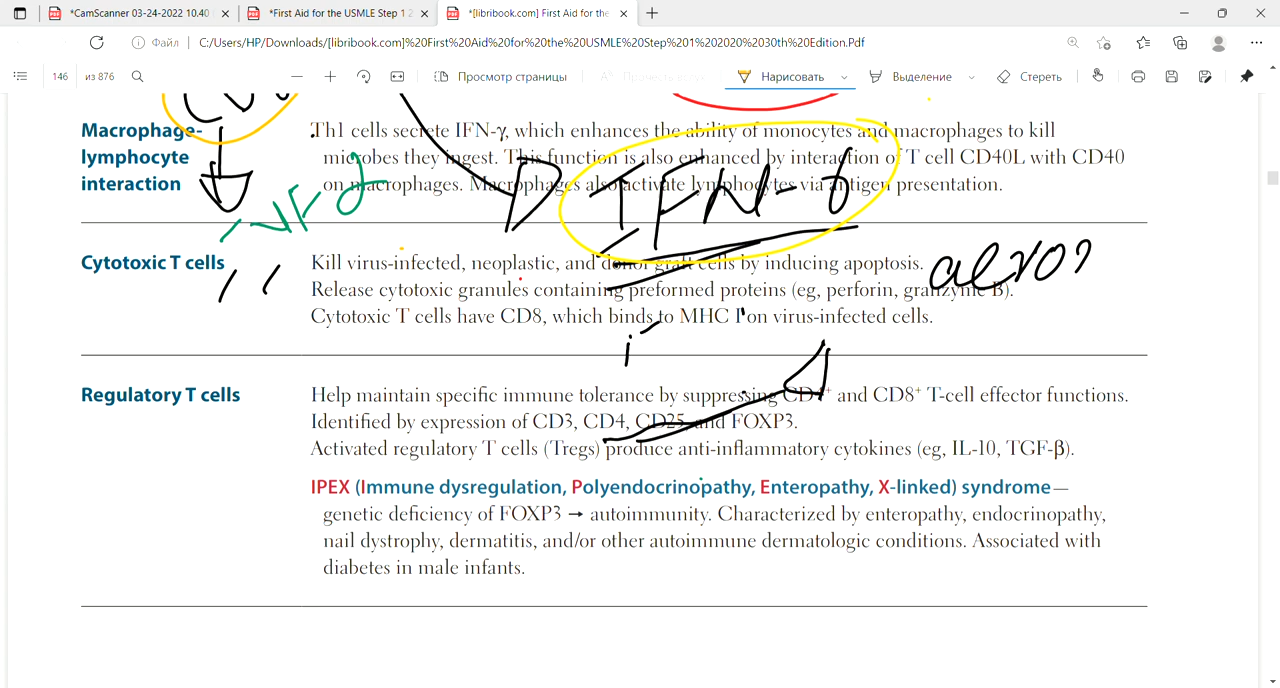 *CamScanner 03-24-2022 10.40
*First Aid for the USMLE Step 1 2
*[libribook.com] First Aid for the
Файл
C:/Users/HP/Downloads/[libribook.com]%20First%20Aid%20for%20the%20USMLE%20Step%201%202020%2030th%20Edition.Pdf
146 из 876
Просмотр страницы
Нарисовать
Выделение
Стереть
Macrophage-lymphocyte interaction
Th1 cells secrete IFN-γ, which enhances the ability of monocytes and macrophages to kill
microbes they ingest. This function is also enhanced by interaction of T cell CD40L with CD40
on macrophages. Macrophages also activate lymphocytes via antigen presentation.
IFN-
Cytotoxic T cells
Kill virus-infected, neoplastic, and donor graft cells by inducing apoptosis.
Release cytotoxic granules containing preformed proteins (eg, perforin, granzyme B).
Cytotoxic T cells have CD8, which binds to MHC I on virus-infected cells.
Regulatory T cells
Help maintain specific immune tolerance by suppressing CD4+ and CD8+ T-cell effector functions.
Identified by expression of CD3, CD4, CD25, and FOXP3.
Activated regulatory T cells (Tregs) produce anti-inflammatory cytokines (eg, IL-10, TGF-β).
IPEX (Immune dysregulation, Polyendocrinopathy, Enteropathy, X-linked) syndrome—
genetic deficiency of FOXP3 → autoimmunity. Characterized by enteropathy, endocrinopathy,
nail dystrophy, dermatitis, and/or other autoimmune dermatologic conditions. Associated with
diabetes in male infants.